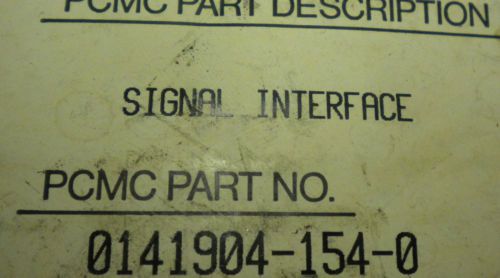 PCMC PART DESCRIPTION
SIGNAL INTERFACE
PCMC PART NO.
0141904-154-0